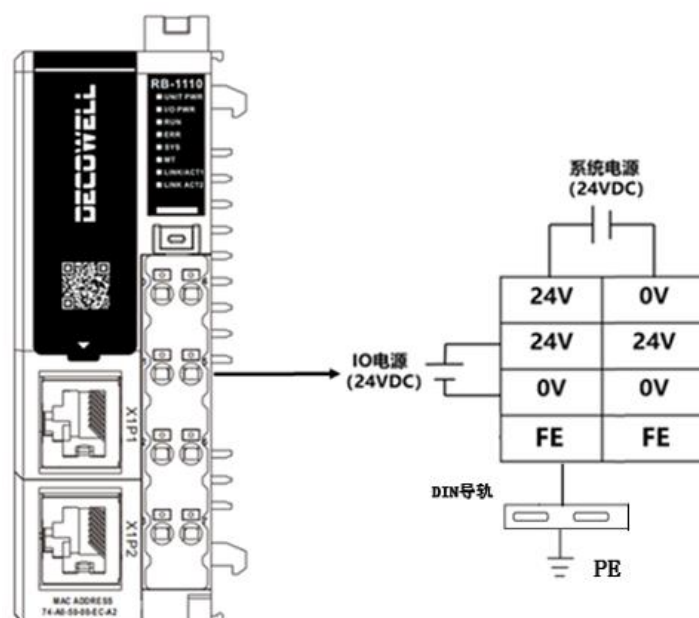 DECOWELL
RB-1110
UNIT PWR
I/O PWR
RUN
ERR
SYS
MT
LINK/ACT1
LINK ACT2
X1P1
X1P2
MAC ADDRESS
74-A0-50-00-EC-A2
系统电源
(24VDC)
IO电源
(24VDC)
24V 0V
24V 24V
0V 0V
FE FE
DIN导轨
PE